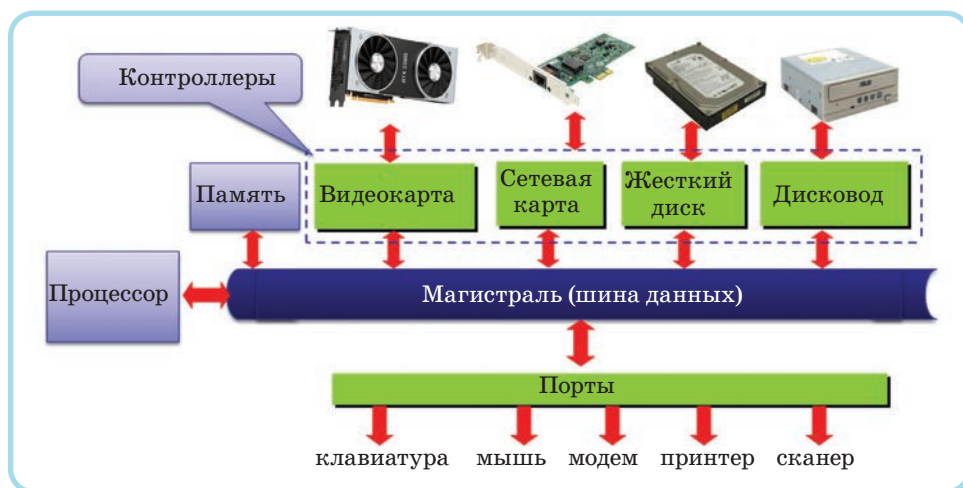 Контроллеры
Память
Видеокарта
Сетевая
карта
Жесткий
диск
Дисковод
Процессор
Магистраль (шина данных)
Порты
клавиатура
мышь
модем
принтер
сканер